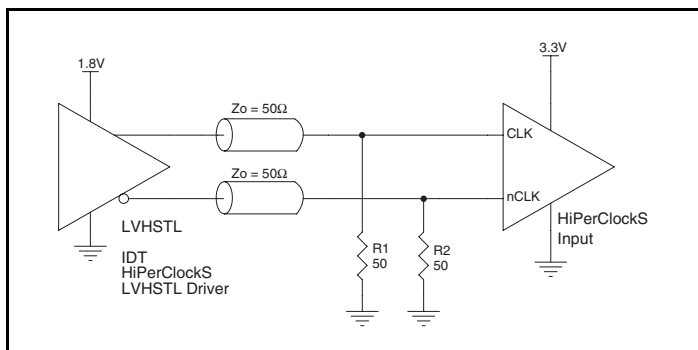 1.8V
3.3V
Zo = 50Ω
CLK
Zo = 50Ω
nCLK
LVHSTL
IDT
HiPerClockS
LVHSTL Driver
R1
50
R2
50
HiPerClockS
Input